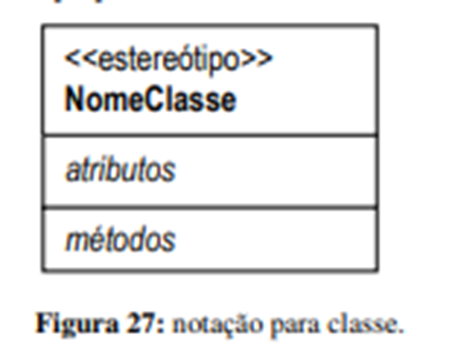 <<estereótipo>>
NomeClasse
atributos
métodos
Figura 27: notação para classe.